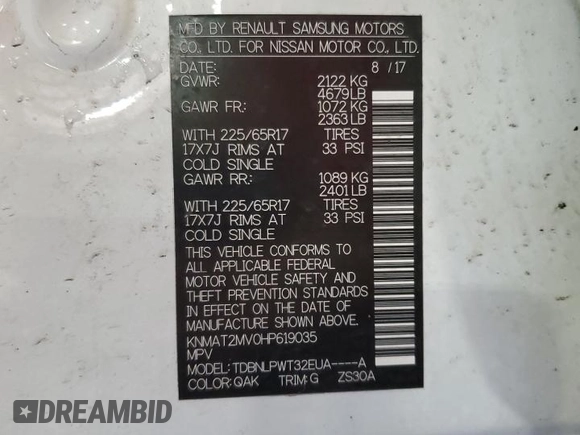 MFD BY RENAULT SAMSUNG MOTORS
CO., LTD. FOR NISSAN MOTOR CO., LTD.
DATE: 8 /17
GVWR: 2122 KG
4679 LB
GAWR FR.: 1072 KG
2363 LB
WITH 225/65R17 TIRES
17X7J RIMS AT 33 PSI
COLD SINGLE
GAWR RR.: 1089 KG
2401 LB
WITH 225/65R17 TIRES
17X7J RIMS AT 33 PSI
COLD SINGLE
THIS VEHICLE CONFORMS TO
ALL APPLICABLE FEDERAL
MOTOR VEHICLE SAFETY AND
THEFT PREVENTION STANDARDS
IN EFFECT ON THE DATE OF
MANUFACTURE SHOWN ABOVE.
KNMAT2MV0HP619035
MPV
MODEL: TDBNLPWT32EUA----A
COLOR: QAK TRIM: G ZS30A
DREAMBID